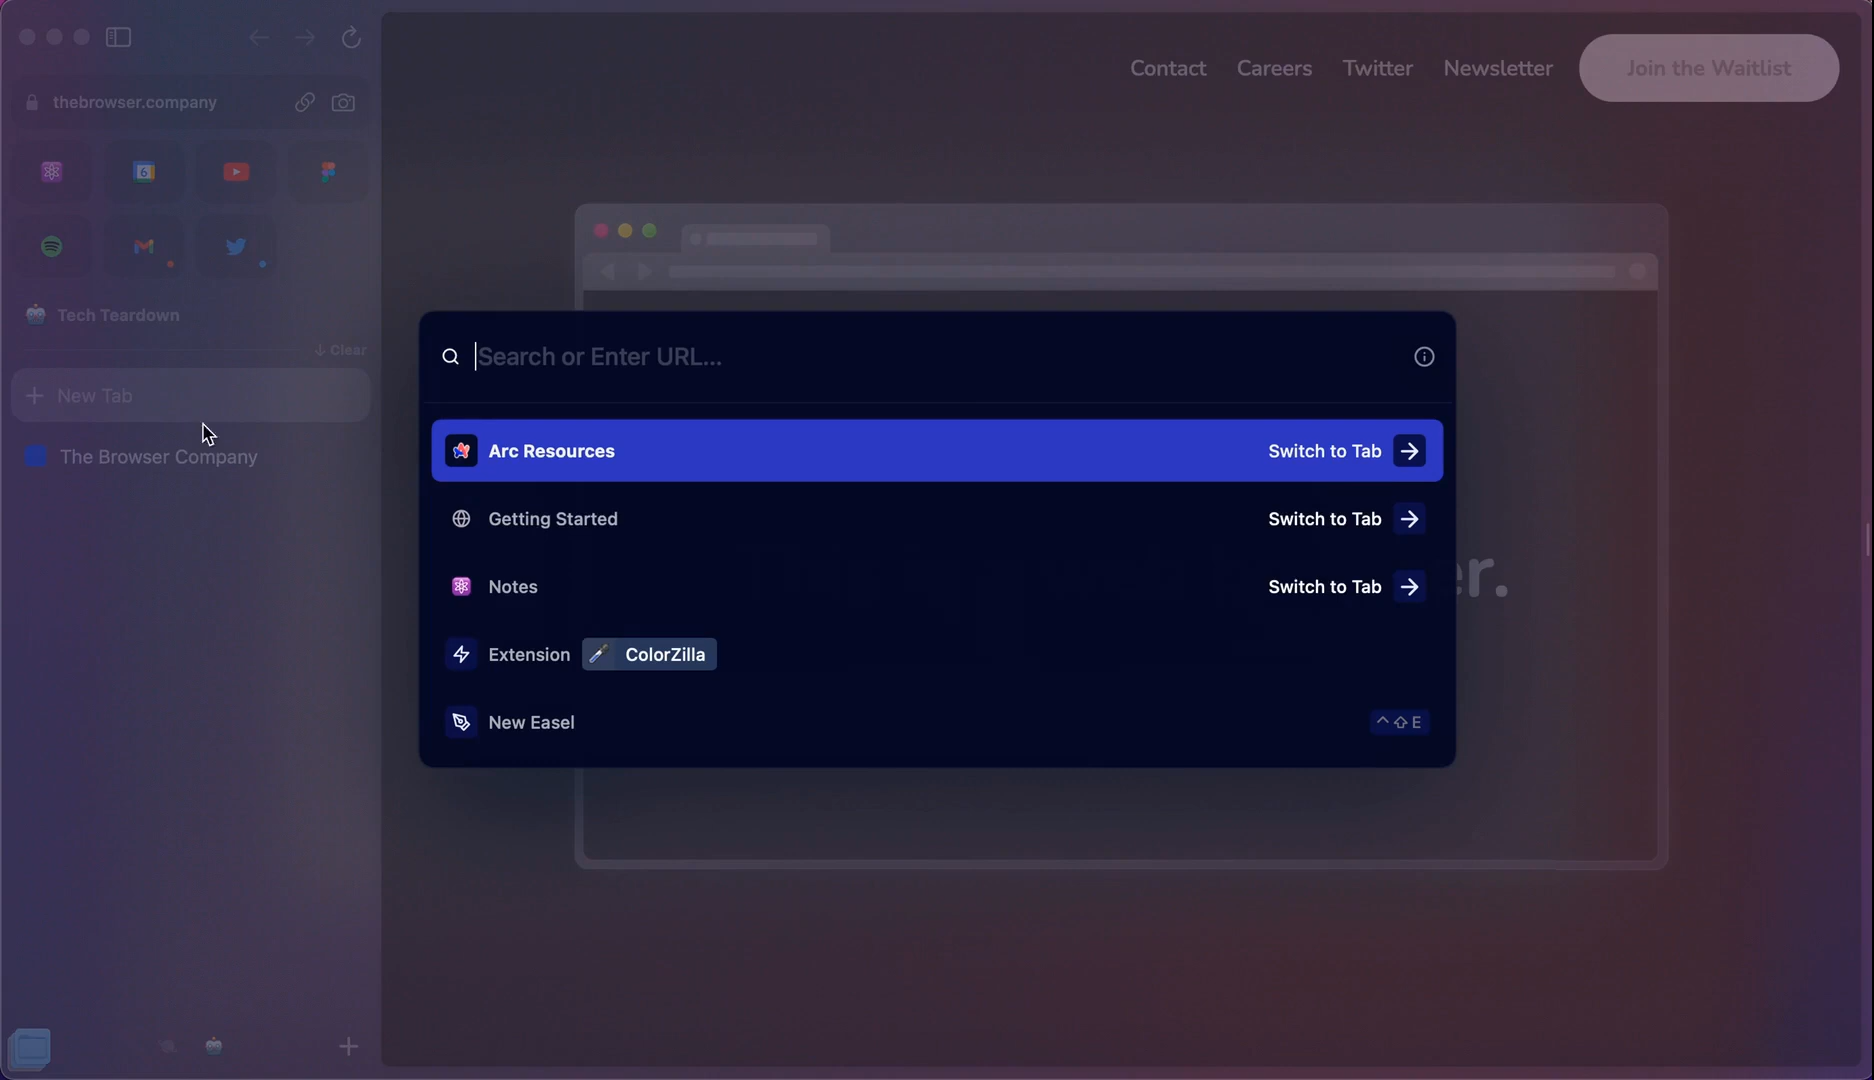 Contact Careers Twitter Newsletter Join the Waitlist
thebrowser.company
6
Tech Teardown
↓ Clear
+ New Tab
The Browser Company
Search or Enter URL...
Arc Resources Switch to Tab →
Getting Started Switch to Tab →
Notes Switch to Tab →
er.
Extension ColorZilla
New Easel ^⇧E